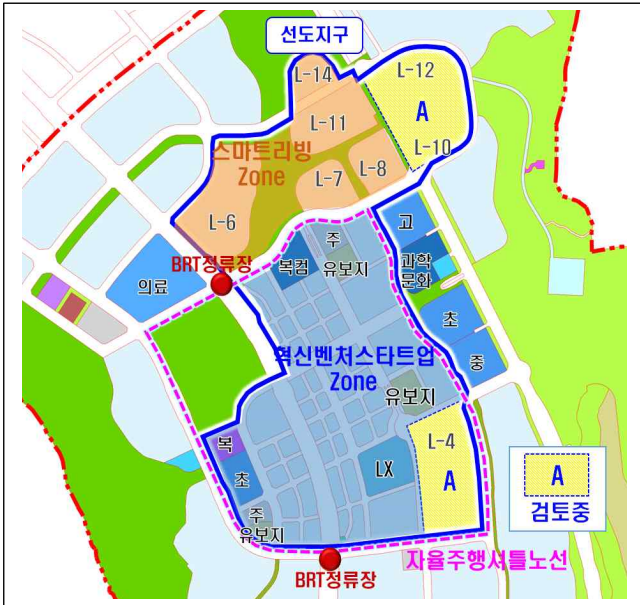 선도지구
L-14
L-12
A
L-11
스마트리빙
Zone
L-10
L-8
L-7
L-6
고
주
유보지
복컴
과학
문화
BRT정류장
의료
초
혁신벤처스타트업
Zone
중
유보지
L-4
A
복
LX
초
A
주
유보지
검토중
자율주행셔틀노선
BRT정류장